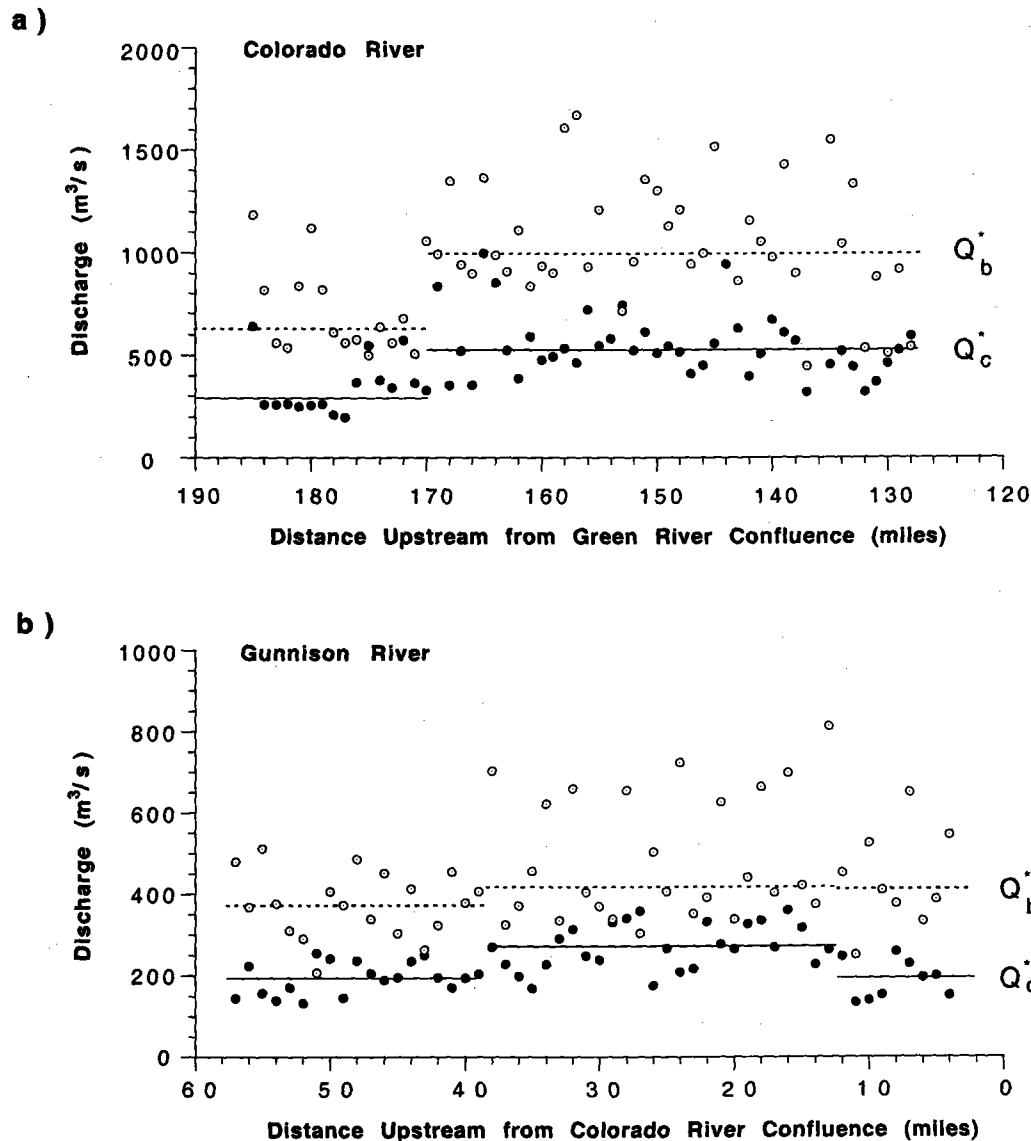 a )
Colorado River
2000
1500
1000
500
0
Discharge (m³/s)
Q*b
Q*c
190 180 170 160 150 140 130 120
Distance Upstream from Green River Confluence (miles)
b )
Gunnison River
1000
800
600
400
200
0
Discharge (m³/s)
Q*
Q*
60 50 40 30 20 10 0
Distance Upstream from Colorado River Confluence (miles)